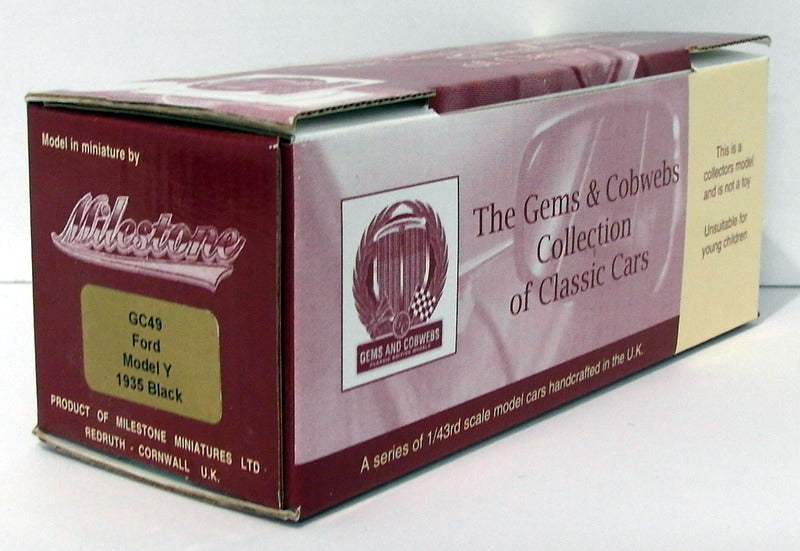 Model in miniature by
Milestone
GC49
Ford
Model Y
1935 Black
PRODUCT OF MILESTONE MINIATURES LTD
REDRUTH - CORNWALL U.K.
GEMS AND COBWEBS
The Gems & Cobwebs
Collection
of Classic Cars
A series of 1/43rd scale model cars handcrafted in the U.K.
This is a
collectors model
and is not a toy
Unsuitable for
young children